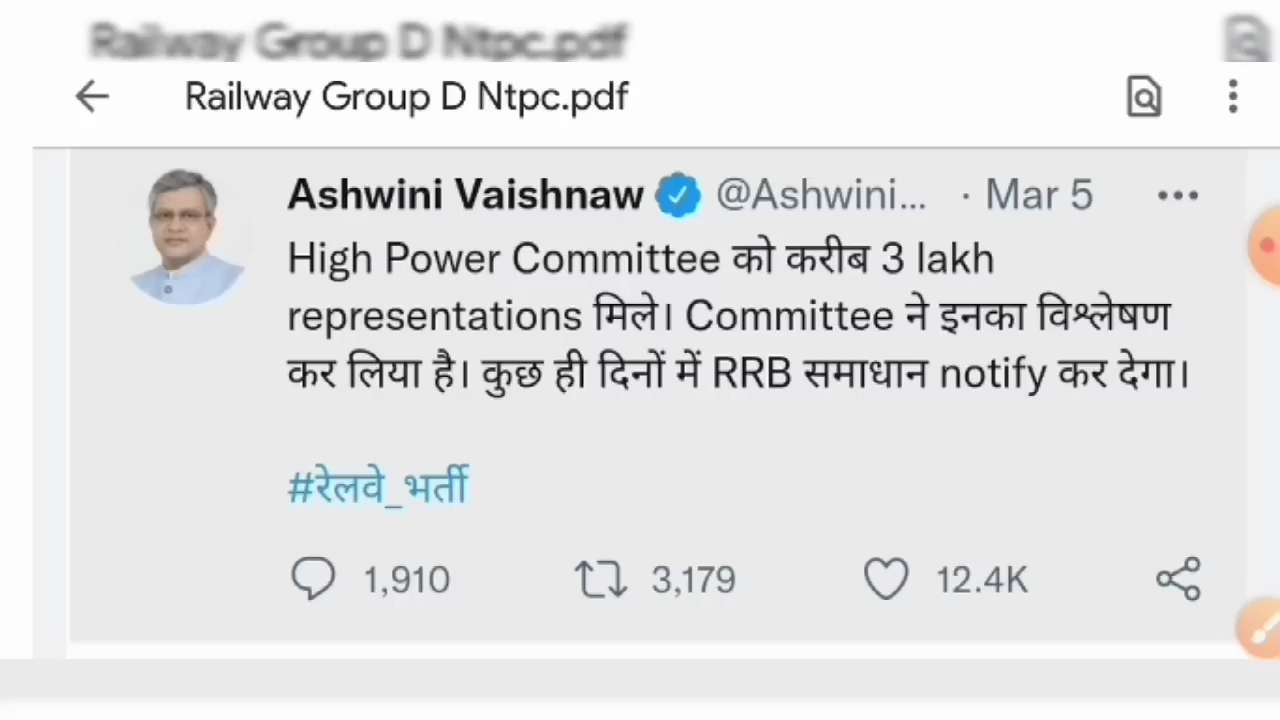 Railway Group D Ntpc.pdf
Railway Group D Ntpc.pdf
Ashwini Vaishnaw @Ashwini... · Mar 5
High Power Committee को करीब 3 lakh
representations मिले। Committee ने इनका विश्लेषण
कर लिया है। कुछ ही दिनों में RRB समाधान notify कर देगा।
#रेलवे_भर्ती
1,910 3,179 12.4K